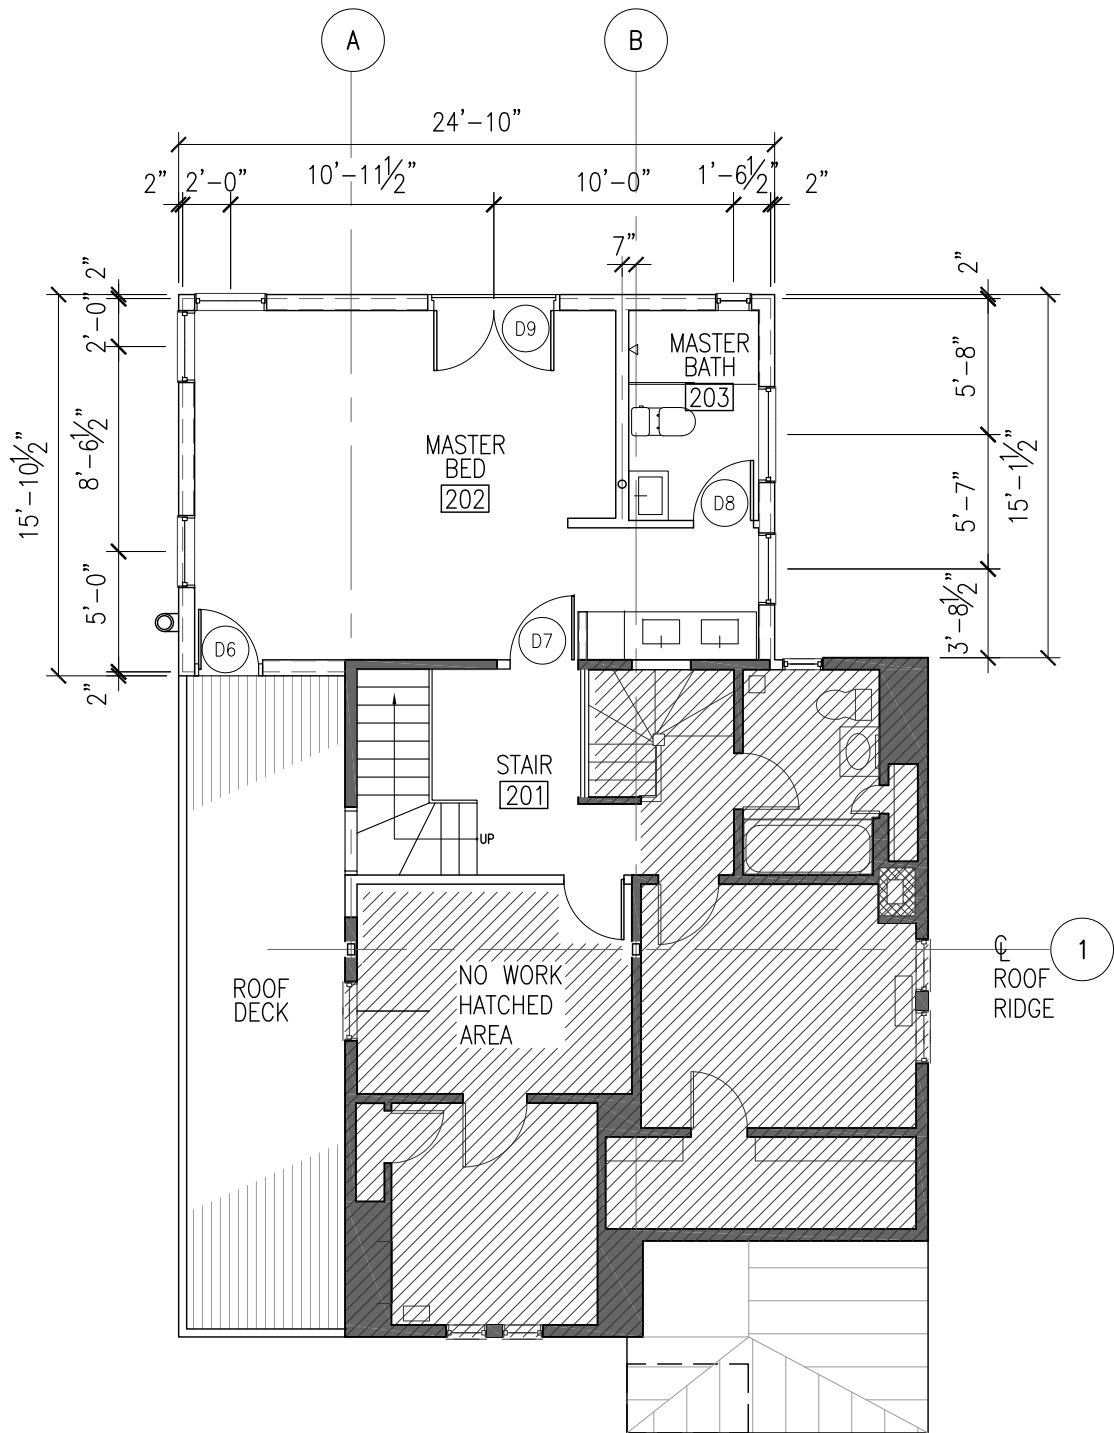 A
B
24'-10"
2"
2'-0"
10'-11½"
10'-0"
1'-6½"
2"
7"
2"
2'-0"
8'-6½"
15'-10½"
5'-0"
2"
2"
5'-8"
15'-1½"
5'-7"
3'-8½"
D9
MASTER
BATH
203
MASTER
BED
202
D8
D6
D7
STAIR
201
UP
1
℄
ROOF
RIDGE
ROOF
DECK
NO WORK
HATCHED
AREA